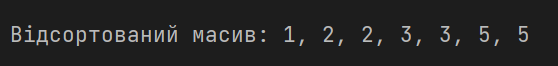 Відсортований масив: 1, 2, 2, 3, 3, 5, 5